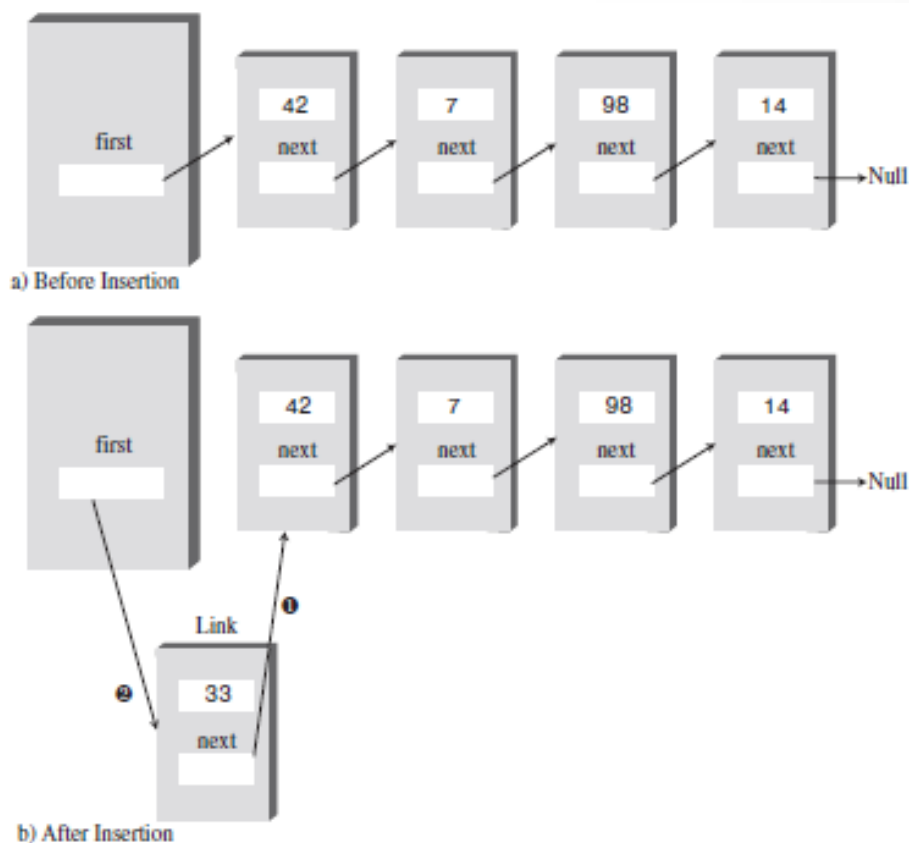 42 7 98 14
first next next next next
Null
a) Before Insertion
42 7 98 14
first next next next next
Null
❶
Link
❷ 33
next
b) After Insertion